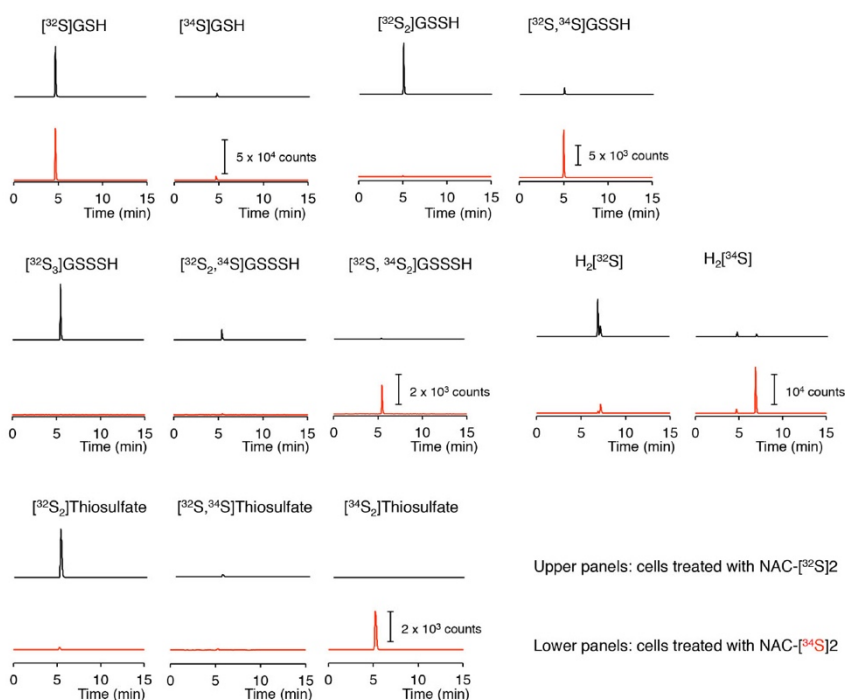 [³²S]GSH [³⁴S]GSH [³²S₂]GSSH [³²S,³⁴S]GSSH
5 x 10⁴ counts 5 x 10³ counts
0 5 10 15 0 5 10 15 0 5 10 15 0 5 10 15
Time (min) Time (min) Time (min) Time (min)
[³²S₃]GSSSH [³²S₂,³⁴S]GSSSH [³²S, ³⁴S₂]GSSSH H₂[³²S] H₂[³⁴S]
2 x 10³ counts 10⁴ counts
0 5 10 15 0 5 10 15 0 5 10 15 0 5 10 15 0 5 10 15
Time (min) Time (min) Time (min) Time (min) Time (min)
[³²S₂]Thiosulfate [³²S,³⁴S]Thiosulfate [³⁴S₂]Thiosulfate
Upper panels: cells treated with NAC-[³²S]2
2 x 10³ counts
Lower panels: cells treated with NAC-[³⁴S]2
0 5 10 15 0 5 10 15 0 5 10 15
Time (min) Time (min) Time (min)